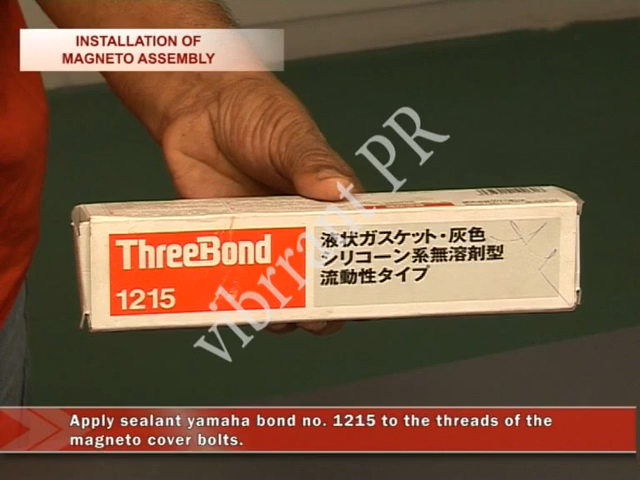 INSTALLATION OF
MAGNETO ASSEMBLY
vibrrant PR
ThreeBond
1215
液状ガスケット・灰色
シリコーン系無溶剤型
流動性タイプ
Apply sealant yamaha bond no. 1215 to the threads of the
magneto cover bolts.